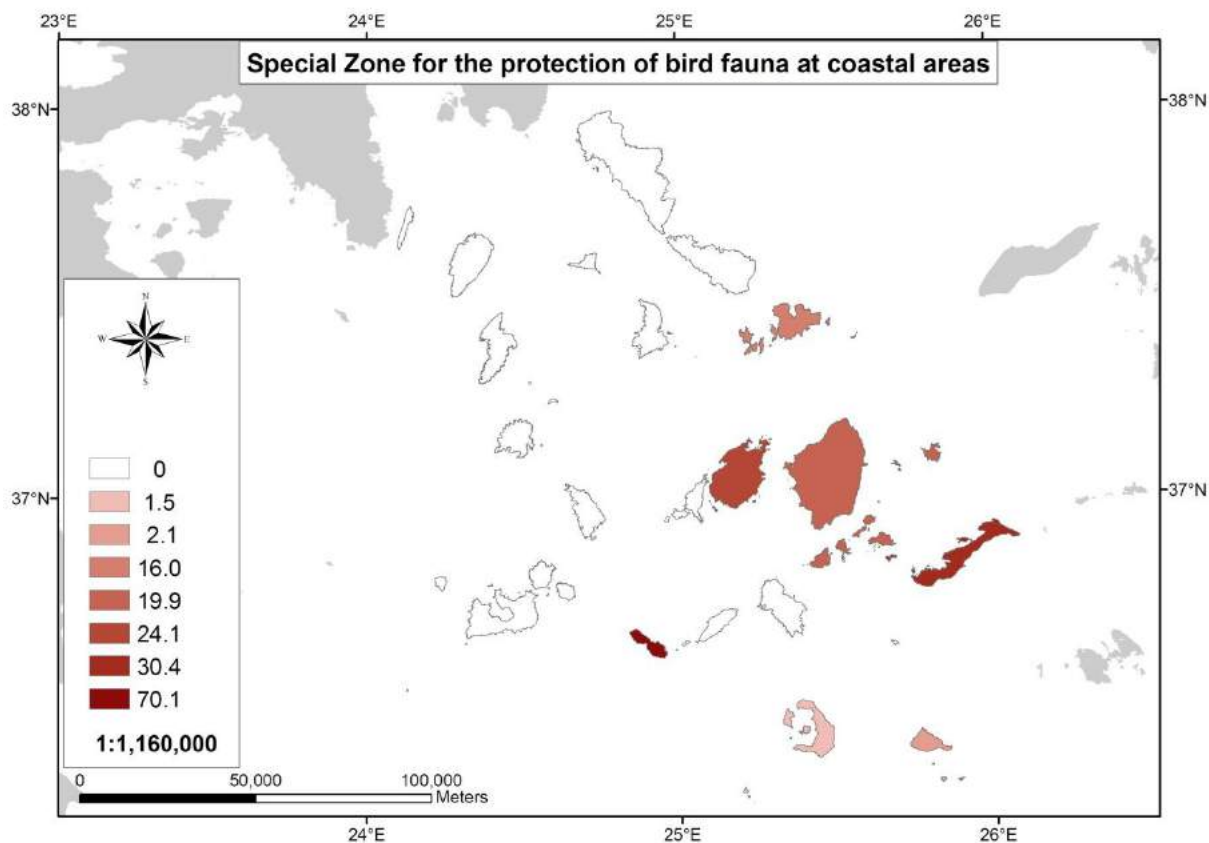 23°E 24°E 25°E 26°E
Special Zone for the protection of bird fauna at coastal areas
38°N 38°N
N
W E
S
37°N 37°N
0
1.5
2.1
16.0
19.9
24.1
30.4
70.1
1:1,160,000
0 50,000 100,000
Meters
24°E 25°E 26°E